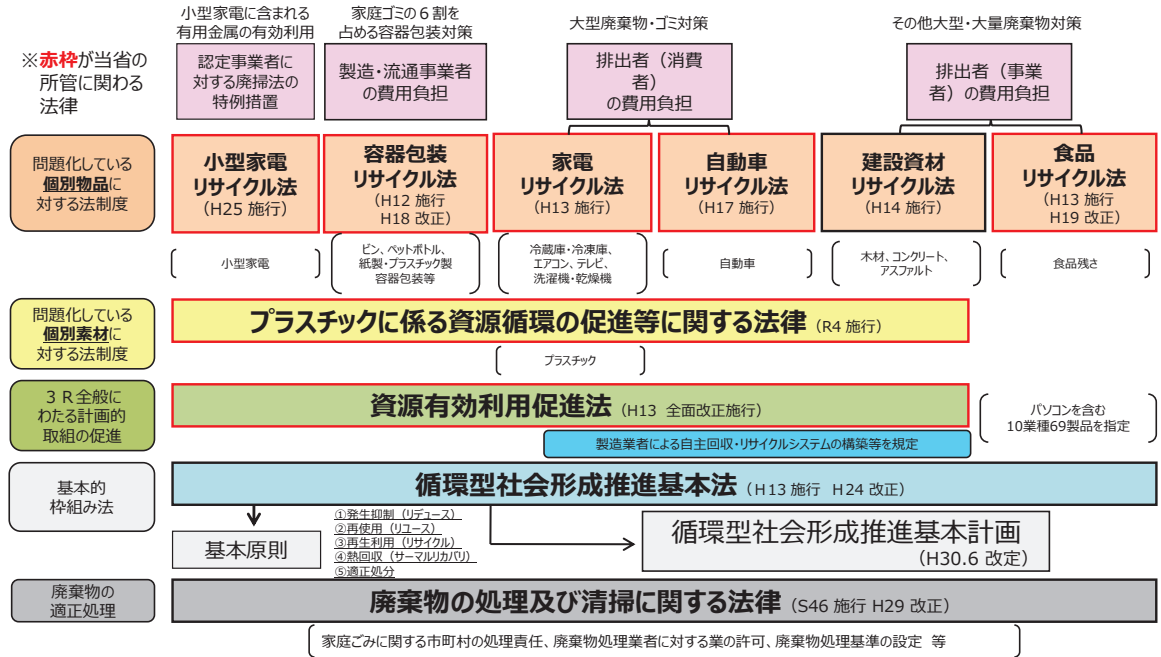 小型家電に含まれる
有用金属の有効利用
家庭ゴミの６割を
占める容器包装対策
大型廃棄物・ゴミ対策
その他大型・大量廃棄物対策
※赤枠が当省の
所管に関わる
法律
認定事業者に
対する廃掃法の
特例措置
製造・流通事業者
の費用負担
排出者（消費
者）
の費用負担
排出者（事業
者）の費用負担
問題化している
個別物品に
対する法制度
小型家電
リサイクル法
（H25 施行）
容器包装
リサイクル法
（H12 施行
H18 改正）
家電
リサイクル法
（H13 施行）
自動車
リサイクル法
（H17 施行）
建設資材
リサイクル法
（H14 施行）
食品
リサイクル法
（H13 施行
H19 改正）
小型家電
ビン、ペットボトル、
紙製・プラスチック製
容器包装等
冷蔵庫・冷凍庫、
エアコン、テレビ、
洗濯機・乾燥機
自動車
木材、コンクリート、
アスファルト
食品残さ
問題化している
個別素材に
対する法制度
プラスチックに係る資源循環の促進等に関する法律（R4 施行）
プラスチック
３Ｒ全般に
わたる計画的
取組の促進
資源有効利用促進法（H13 全面改正施行）
パソコンを含む
10業種69製品を指定
製造業者による自主回収・リサイクルシステムの構築等を規定
基本的
枠組み法
循環型社会形成推進基本法（H13 施行 H24 改正）
基本原則
①発生抑制（リデュース）
②再使用（リユース）
③再生利用（リサイクル）
④熱回収（サーマルリカバリ）
⑤適正処分
循環型社会形成推進基本計画
（H30.6 改定）
廃棄物の
適正処理
廃棄物の処理及び清掃に関する法律（S46 施行 H29 改正）
家庭ごみに関する市町村の処理責任、廃棄物処理業者に対する業の許可、廃棄物処理基準の設定 等